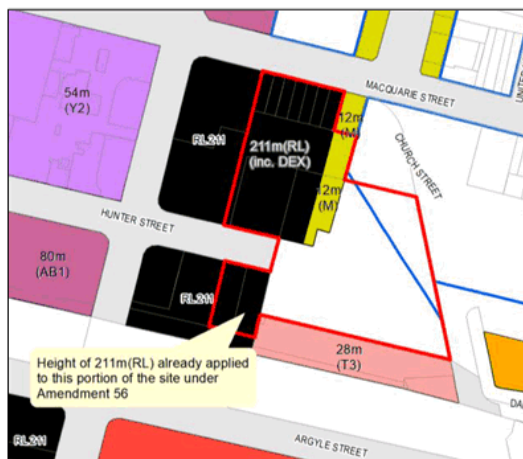 54m
(Y2)
MACQUARIE STREET
12m
(M)
RL211
211m(RL)
(inc. DEX)
CHURCH STREET
12m
(M)
HUNTER STREET
80m
(AB1)
RL211
28m
(T3)
Height of 211m(RL) already applied
to this portion of the site under
Amendment 56
DA
RL211
ARGYLE STREET